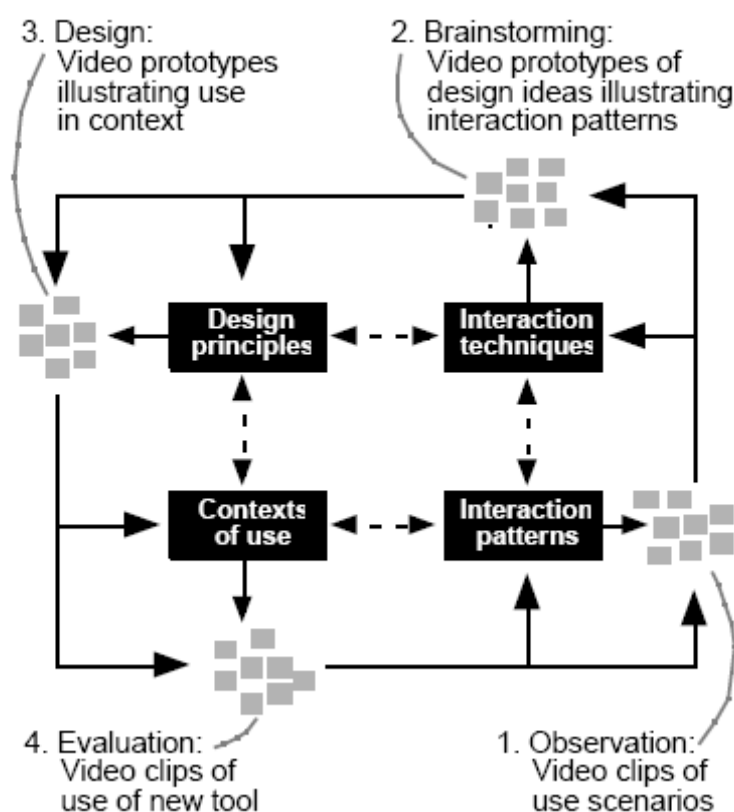 3. Design:
Video prototypes
illustrating use
in context
2. Brainstorming:
Video prototypes of
design ideas illustrating
interaction patterns
Design
principles
Interaction
techniques
Contexts
of use
Interaction
patterns
4. Evaluation:
Video clips of
use of new tool
1. Observation:
Video clips of
use scenarios